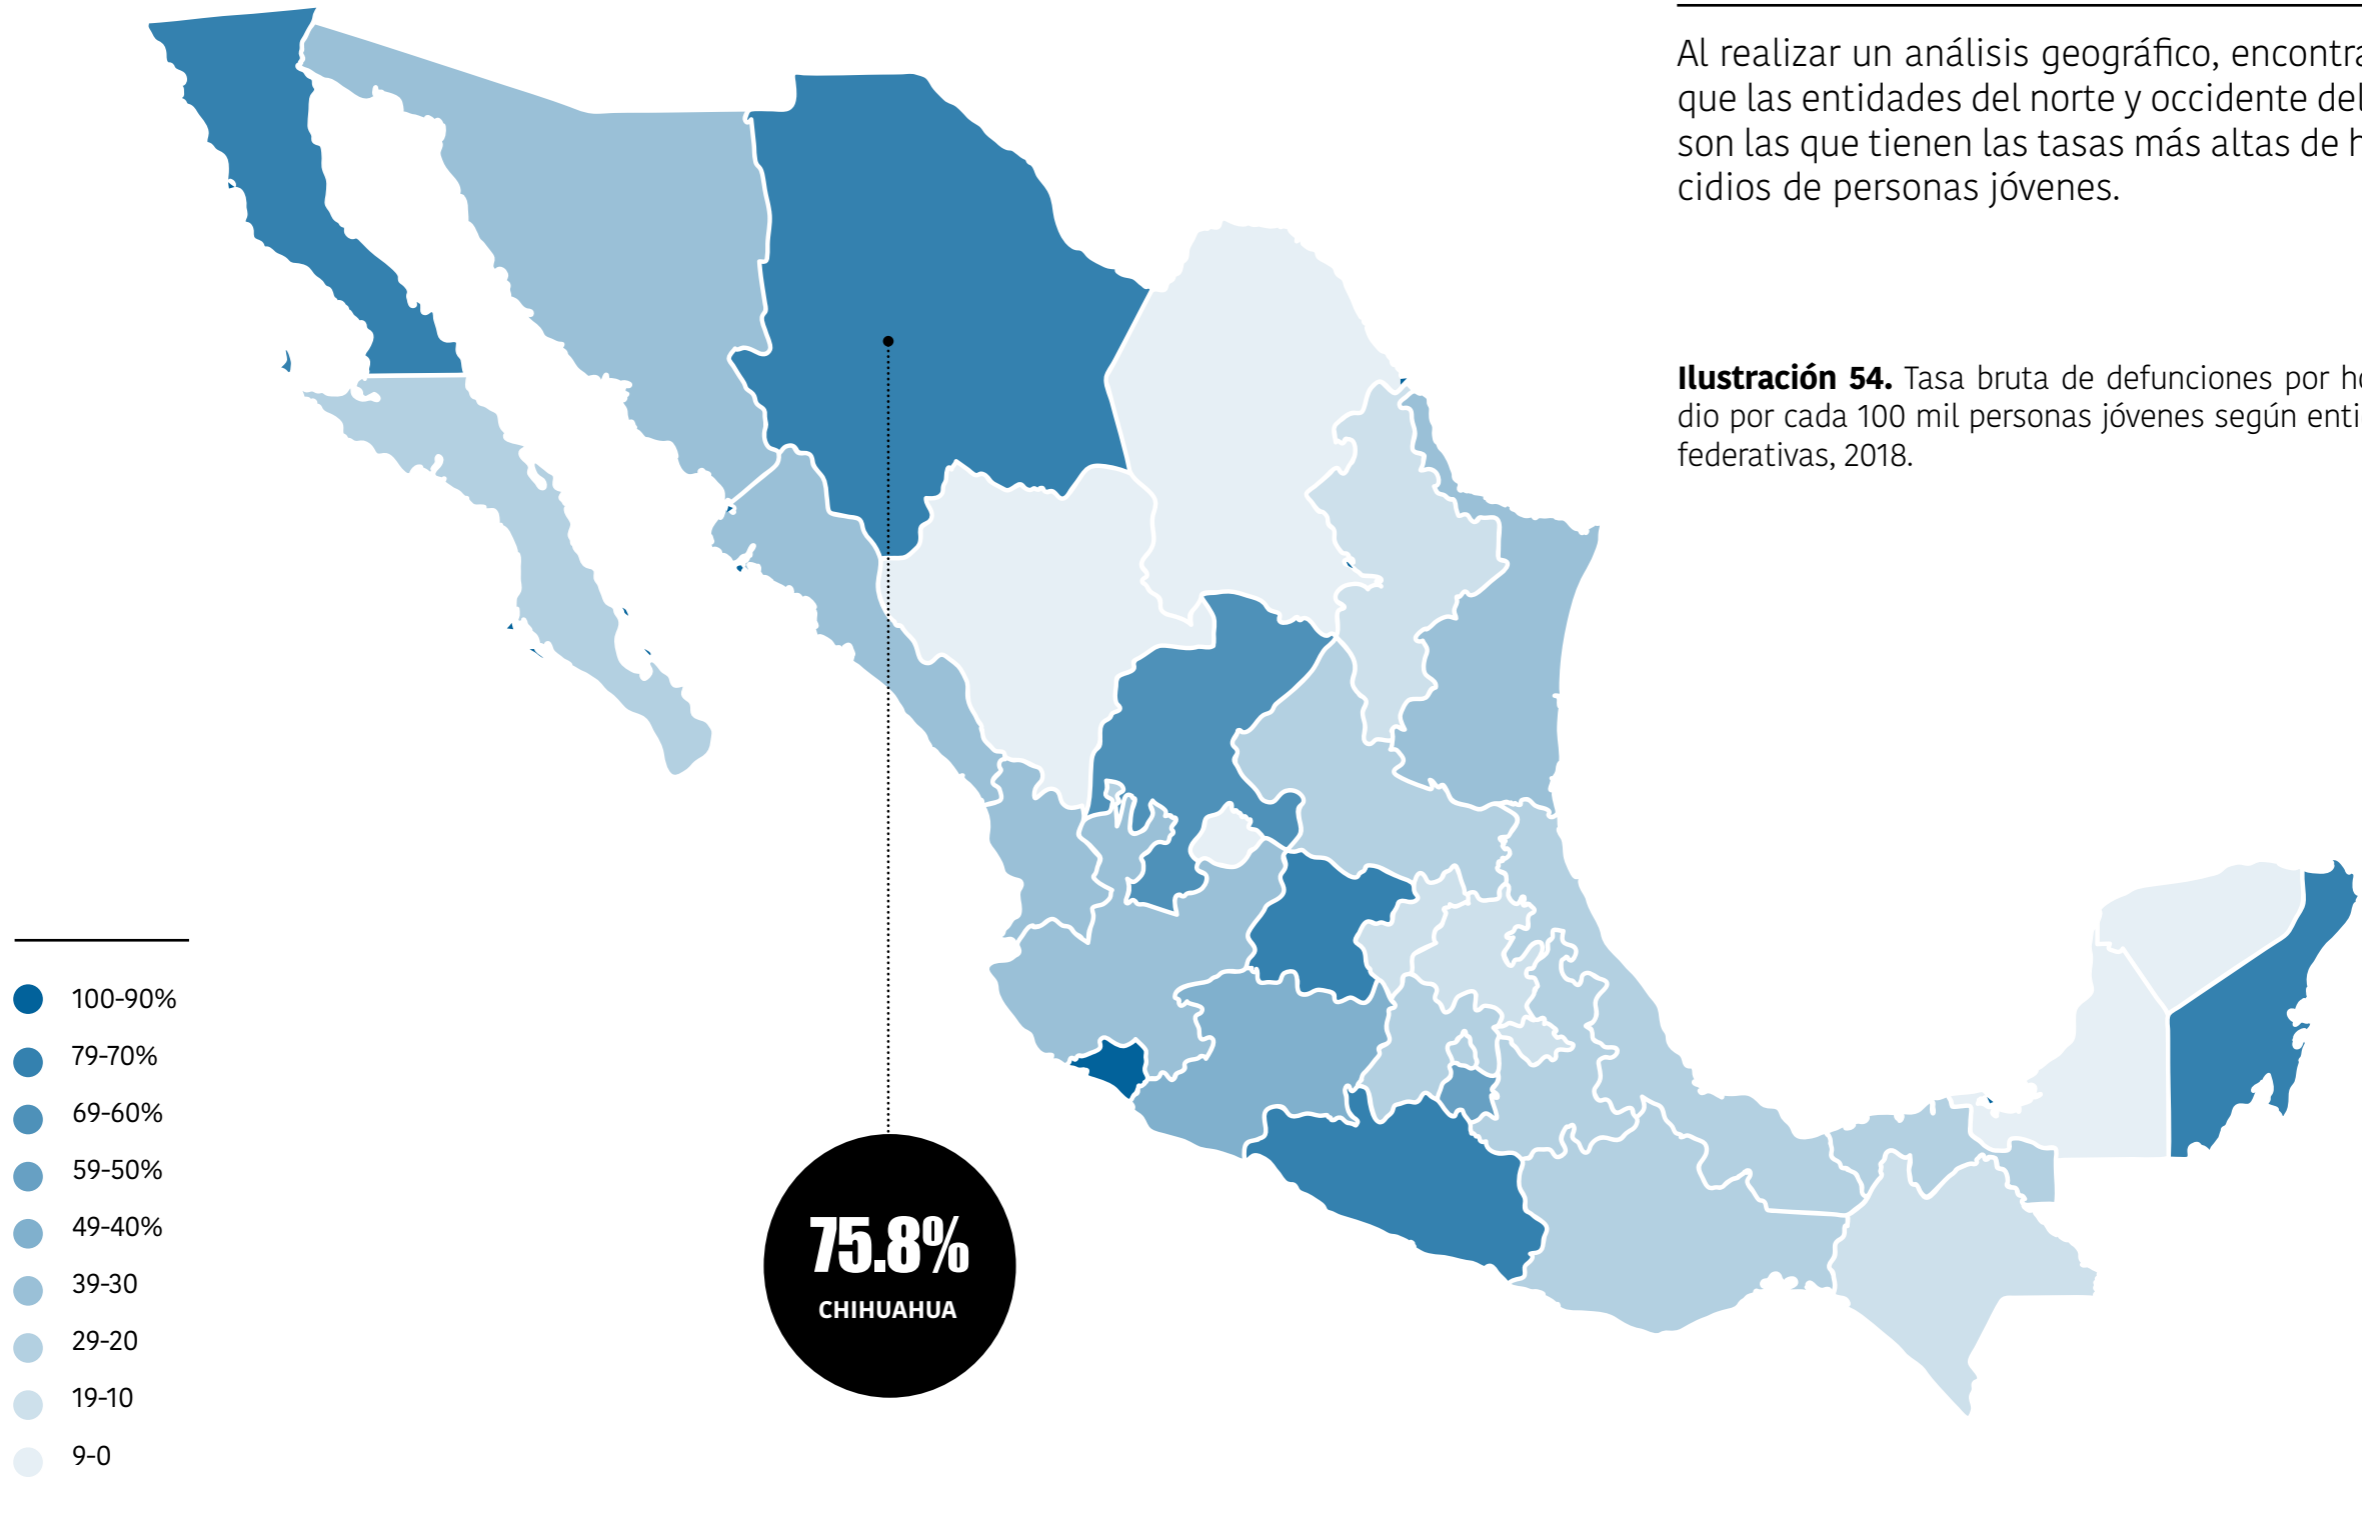 Al realizar un análisis geográfico, encontra
que las entidades del norte y occidente del
son las que tienen las tasas más altas de h
cidios de personas jóvenes.
Ilustración 54. Tasa bruta de defunciones por ho
dio por cada 100 mil personas jóvenes según enti
federativas, 2018.
100-90%
79-70%
69-60%
59-50%
49-40%
39-30
29-20
19-10
9-0
75.8%
CHIHUAHUA